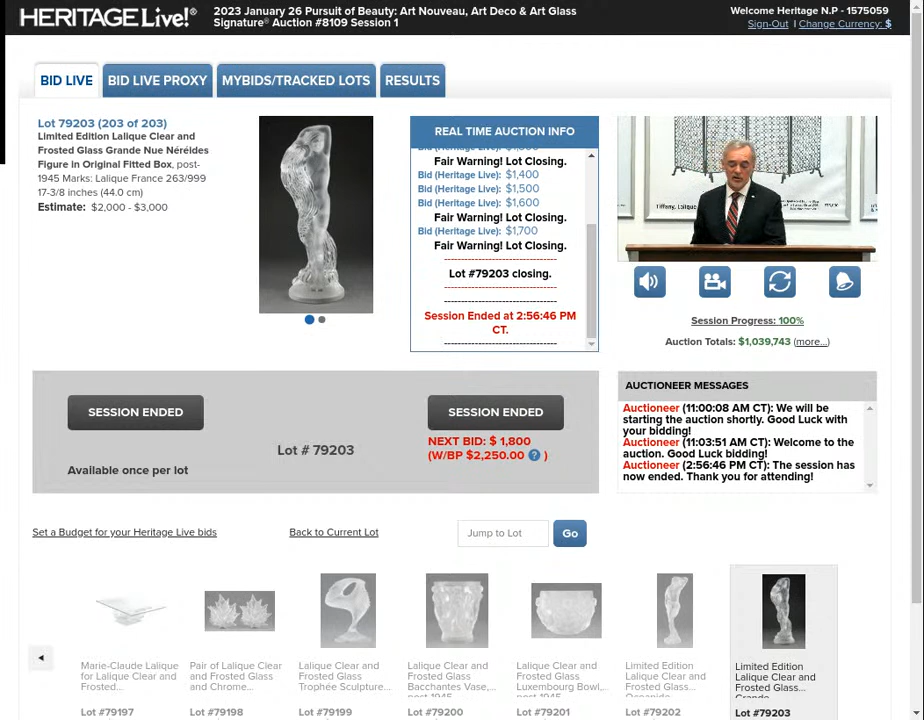 HERITAGE Live!®
2023 January 26 Pursuit of Beauty: Art Nouveau, Art Deco & Art Glass
Signature® Auction #8109 Session 1
Welcome Heritage N.P - 1575059
Sign-Out | Change Currency: $
BID LIVE
BID LIVE PROXY
MYBIDS/TRACKED LOTS
RESULTS
Lot 79203 (203 of 203)
Limited Edition Lalique Clear and
Frosted Glass Grande Nue Néréides
Figure in Original Fitted Box, post-
1945 Marks: Lalique France 263/999
17-3/8 inches (44.0 cm)
Estimate: $2,000 - $3,000
REAL TIME AUCTION INFO
Fair Warning! Lot Closing.
Bid (Heritage Live): $1,400
Bid (Heritage Live): $1,500
Bid (Heritage Live): $1,600
Fair Warning! Lot Closing.
Bid (Heritage Live): $1,700
Fair Warning! Lot Closing.
Lot #79203 closing.
Session Ended at 2:56:46 PM
CT.
Tiffany, Lalique
Session Progress: 100%
Auction Totals: $1,039,743 (more...)
SESSION ENDED
Available once per lot
Lot # 79203
SESSION ENDED
NEXT BID: $ 1,800
(W/BP $2,250.00 ? )
AUCTIONEER MESSAGES
Auctioneer (11:00:08 AM CT): We will be
starting the auction shortly. Good Luck with
your bidding!
Auctioneer (11:03:51 AM CT): Welcome to the
auction. Good Luck bidding!
Auctioneer (2:56:46 PM CT): The session has
now ended. Thank you for attending!
Set a Budget for your Heritage Live bids
Back to Current Lot
Jump to Lot
Go
Marie-Claude Lalique
for Lalique Clear and
Frosted...
Lot #79197
Pair of Lalique Clear
and Frosted Glass
and Chrome...
Lot #79198
Lalique Clear and
Frosted Glass
Trophée Sculpture...
Lot #79199
Lalique Clear and
Frosted Glass
Bacchantes Vase,...
post-1945
Lot #79200
Lalique Clear and
Frosted Glass
Luxembourg Bowl,...
post-1945
Lot #79201
Limited Edition
Lalique Clear and
Frosted Glass...
Lot #79202
Limited Edition
Lalique Clear and
Frosted Glass...
Grande
Lot #79203